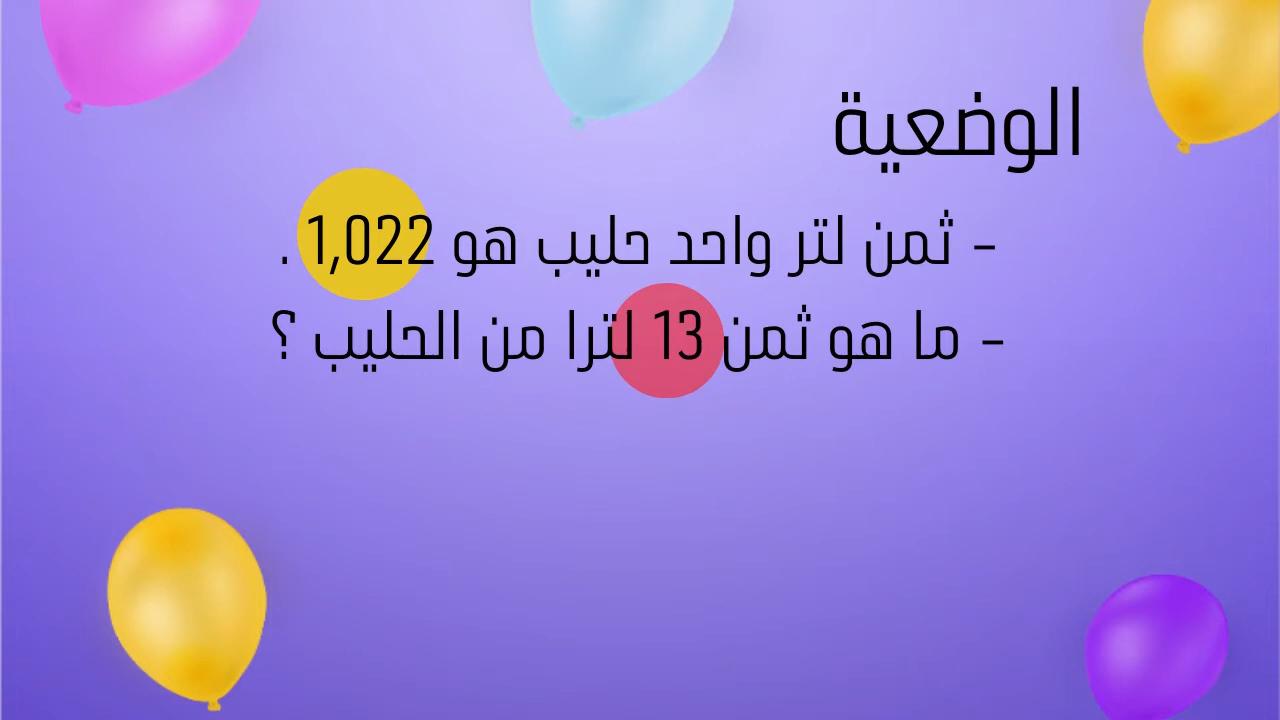 الوضعية
- ثمن لتر واحد حليب هو 1,022 .
- ما هو ثمن 13 لترا من الحليب ؟